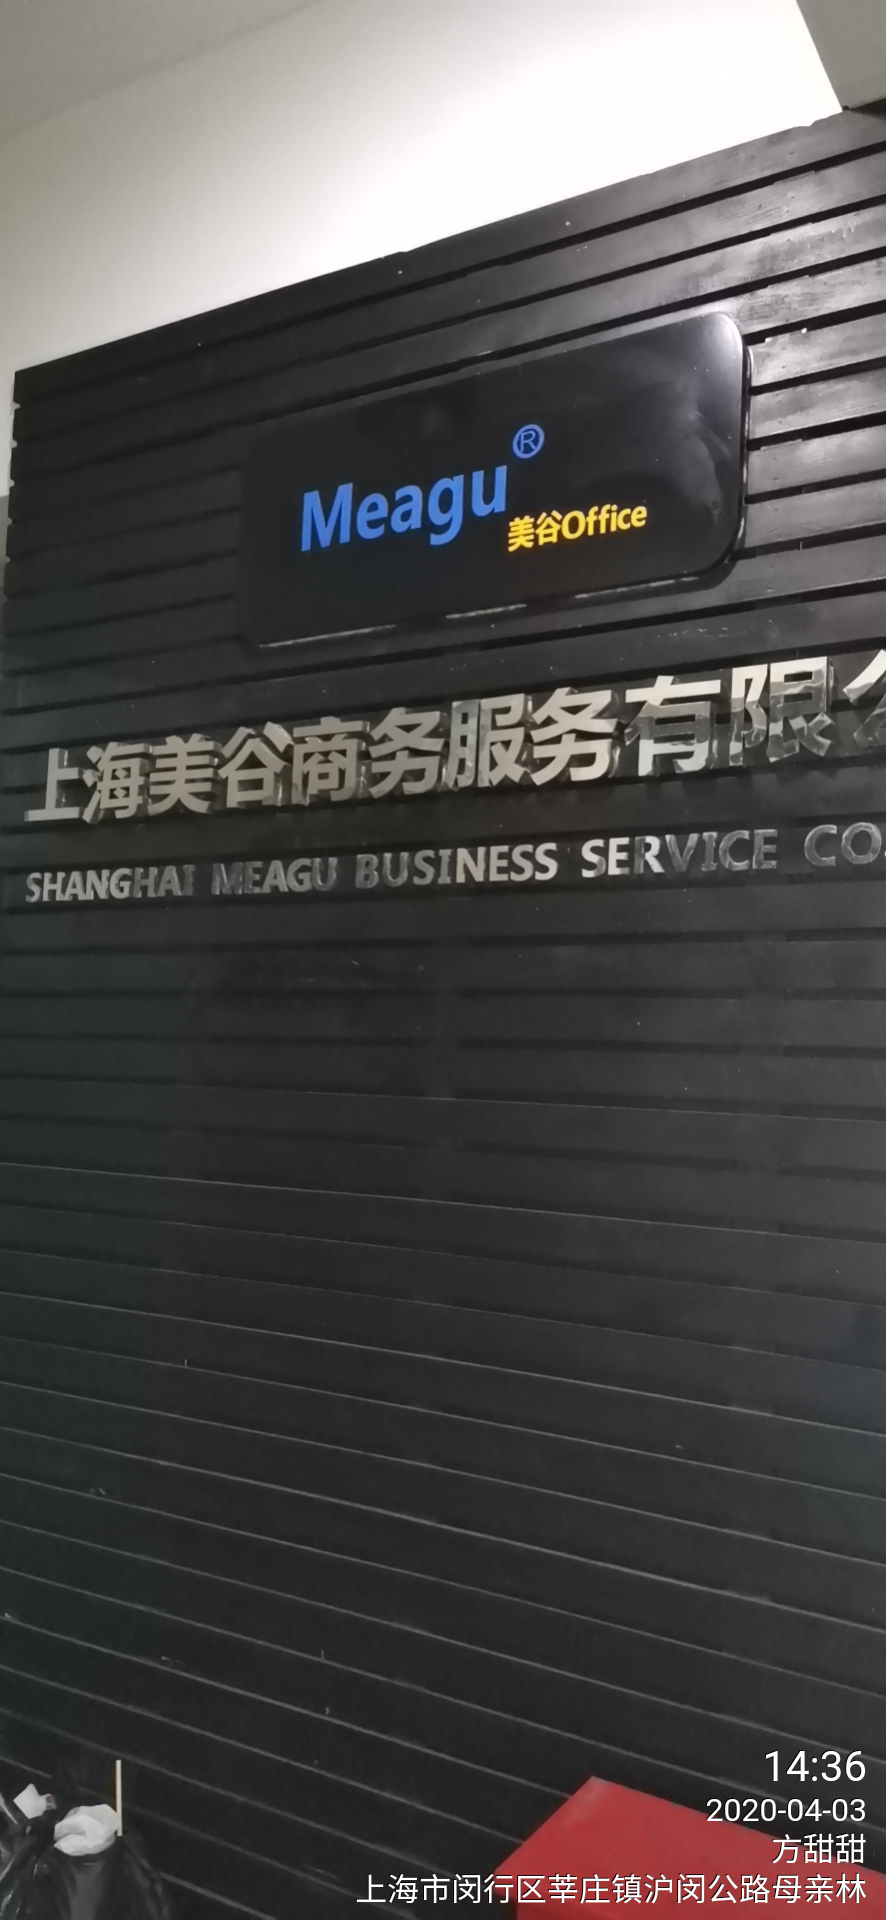 Meagu®
美谷Office
上海美谷商务服务有限公
SHANGHAI MEAGU BUSINESS SERVICE CO.
14:36
2020-04-03
方甜甜
上海市闵行区莘庄镇沪闵公路母亲林